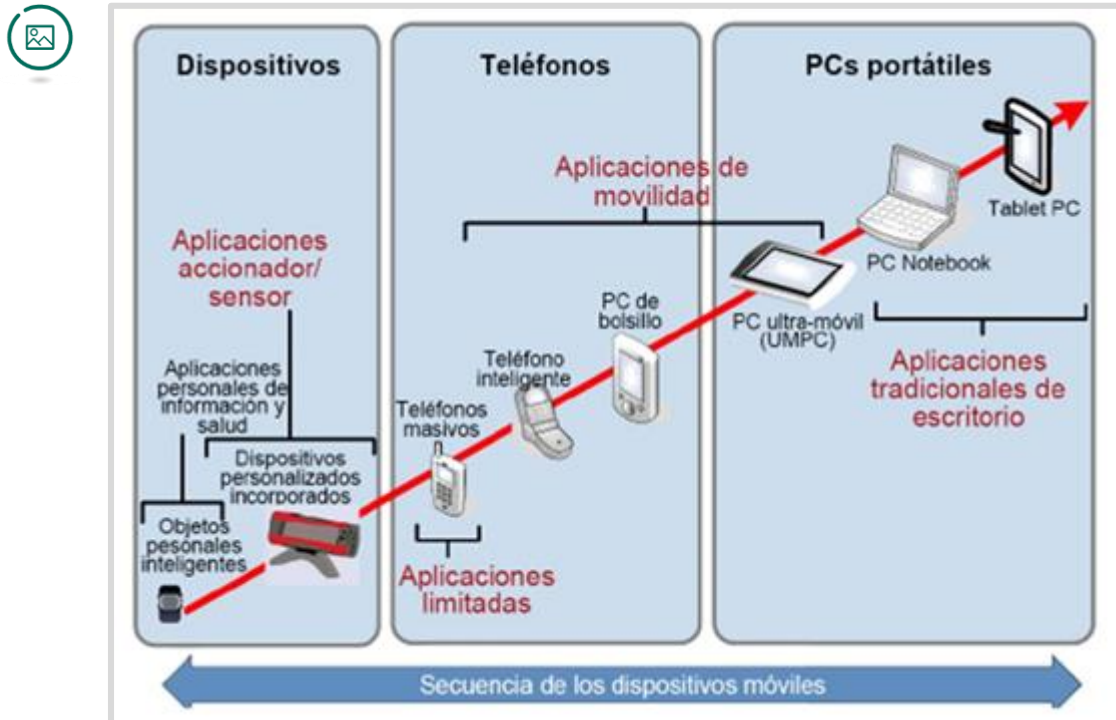 Dispositivos
Aplicaciones
accionador/
sensor
Aplicaciones
personales de
información y
salud
Dispositivos
personalizados
incorporados
Objetos
pesónales
inteligentes
Teléfonos
Aplicaciones de
movilidad
PC de
bolsillo
Teléfono
inteligente
Teléfonos
masivos
Aplicaciones
limitadas
PCs portátiles
Tablet PC
PC Notebook
PC ultra-móvil
(UMPC)
Aplicaciones
tradicionales de
escritorio
Secuencia de los dispositivos móviles